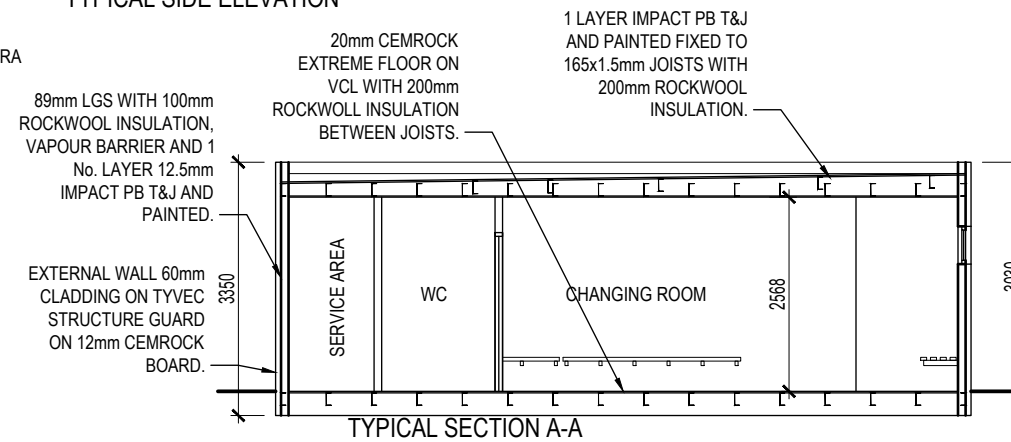 TYPICAL SIDE ELEVATION
RA
1 LAYER IMPACT PB T&J
AND PAINTED FIXED TO
165x1.5mm JOISTS WITH
200mm ROCKWOOL
INSULATION.
20mm CEMROCK
EXTREME FLOOR ON
VCL WITH 200mm
ROCKWOLL INSULATION
BETWEEN JOISTS.
89mm LGS WITH 100mm
ROCKWOOL INSULATION,
VAPOUR BARRIER AND 1
No. LAYER 12.5mm
IMPACT PB T&J AND
PAINTED.
EXTERNAL WALL 60mm
CLADDING ON TYVEC
STRUCTURE GUARD
ON 12mm CEMROCK
BOARD.
3350
SERVICE AREA
WC
CHANGING ROOM
2568
TYPICAL SECTION A-A